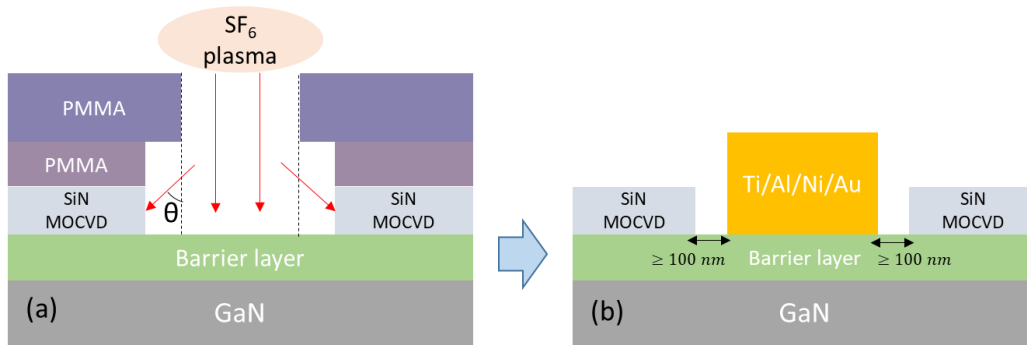 SF₆
plasma
PMMA
PMMA
SiN
MOCVD
θ
SiN
MOCVD
Barrier layer
(a)
GaN
Ti/Al/Ni/Au
SiN
MOCVD
SiN
MOCVD
≥ 100 nm
Barrier layer
≥ 100 nm
(b)
GaN